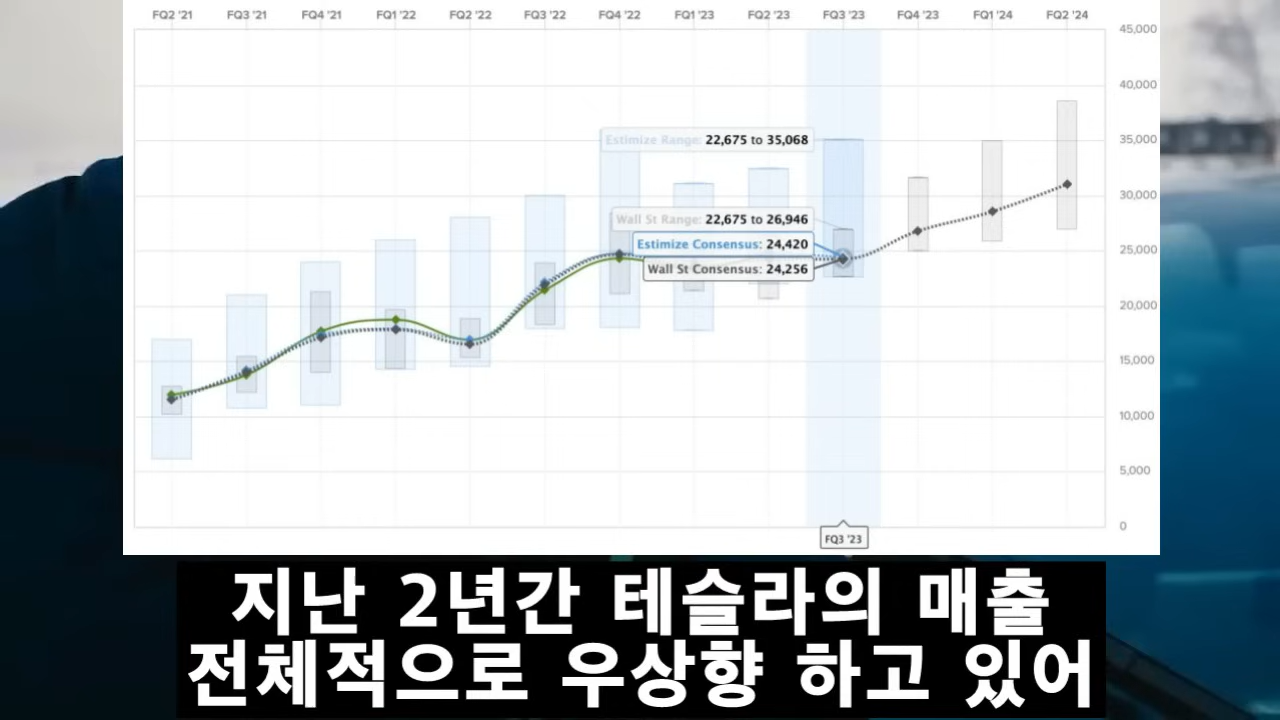 FQ2 '21 FQ3 '21 FQ4 '21 FQ1 '22 FQ2 '22 FQ3 '22 FQ4 '22 FQ1 '23 FQ2 '23 FQ3 '23 FQ4 '23 FQ1 '24 FQ2 '24
45,000
40,000
Estimize Range: 22,675 to 35,068
35,000
30,000
Wall St Range: 22,675 to 26,946
Estimize Consensus: 24,420
25,000
Wall St Consensus: 24,256
20,000
15,000
10,000
5,000
0
FQ3 '23
지난 2년간 테슬라의 매출
전체적으로 우상향 하고 있어